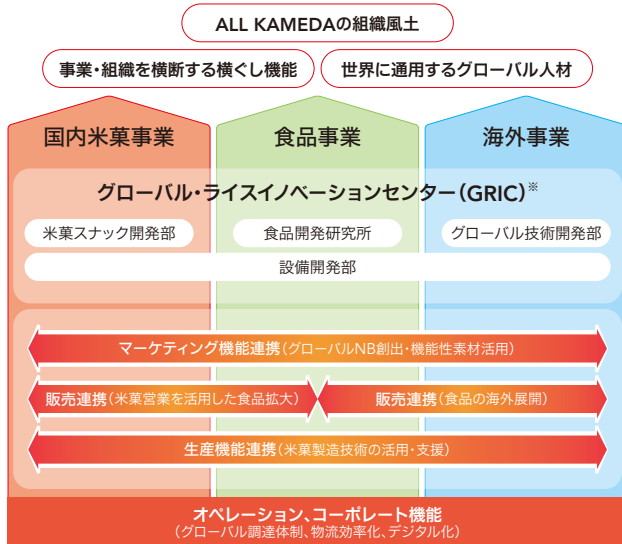 ALL KAMEDAの組織風土
事業・組織を横断する横ぐし機能
世界に通用するグローバル人材
国内米菓事業
食品事業
海外事業
グローバル・ライスイノベーションセンター（GRIC）※
米菓スナック開発部
食品開発研究所
グローバル技術開発部
設備開発部
マーケティング機能連携（グローバルNB創出・機能性素材活用）
販売連携（米菓営業を活用した食品拡大）
販売連携（食品の海外展開）
生産機能連携（米菓製造技術の活用・支援）
オペレーション、コーポレート機能
（グローバル調達体制、物流効率化、デジタル化）